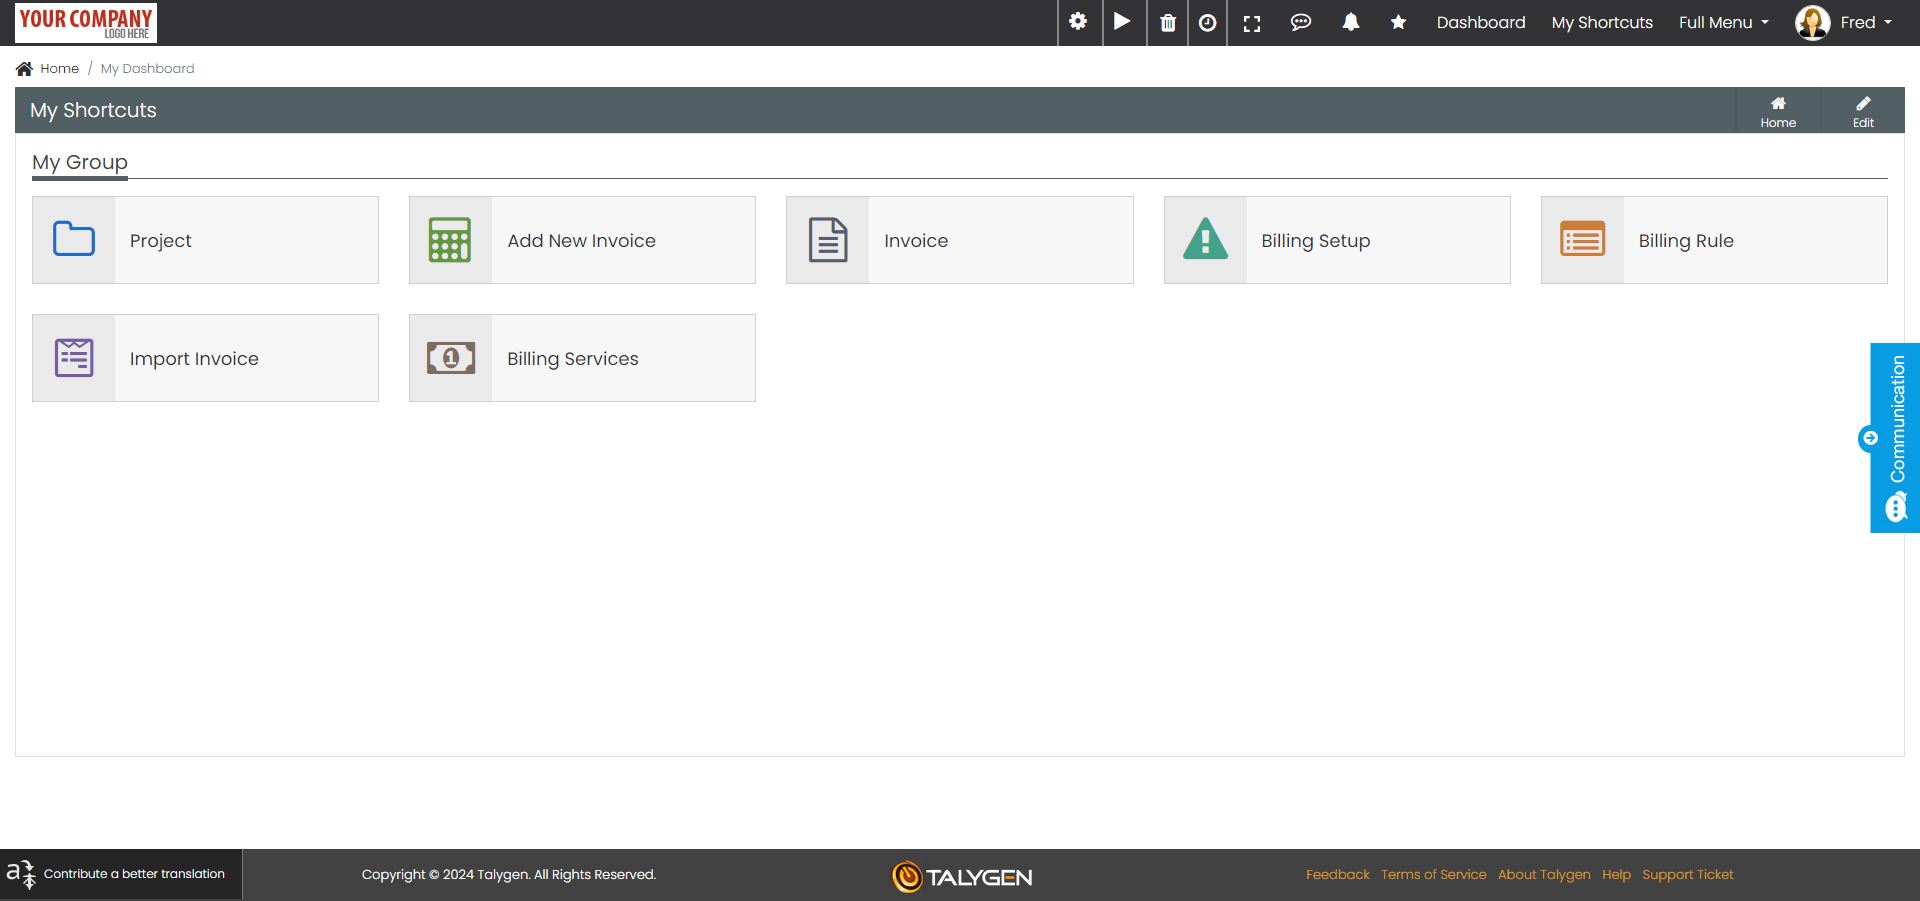 YOUR COMPANY
LOGO HERE
Dashboard
My Shortcuts
Full Menu
Fred
Home / My Dashboard
My Shortcuts
Home
Edit
My Group
Project
Add New Invoice
Invoice
Billing Setup
Billing Rule
Import Invoice
1
Billing Services
Communication
Contribute a better translation
Copyright © 2024 Talygen. All Rights Reserved.
TALYGEN
Feedback
Terms of Service
About Talygen
Help
Support Ticket